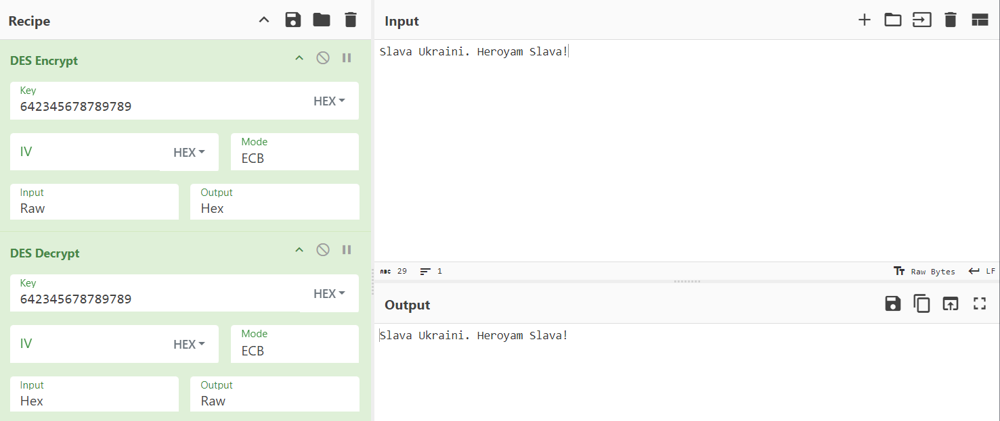 Recipe
DES Encrypt
Key
642345678789789
HEX
IV
HEX
Mode
ECB
Input
Raw
Output
Hex
DES Decrypt
Key
642345678789789
HEX
IV
HEX
Mode
ECB
Input
Hex
Output
Raw
Input
Slava Ukraini. Heroyam Slava!
ABC 29 1 Tт Raw Bytes LF
Output
Slava Ukraini. Heroyam Slava!